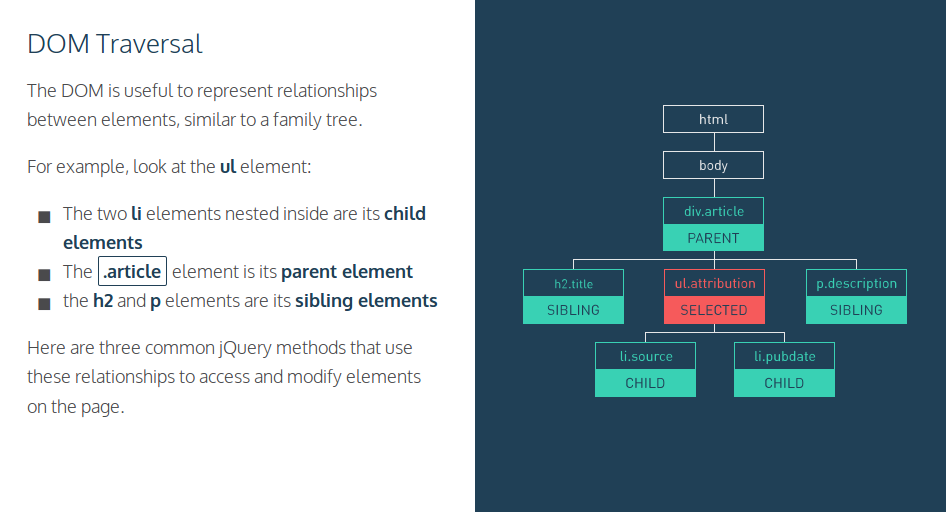 DOM Traversal
The DOM is useful to represent relationships
between elements, similar to a family tree.
For example, look at the ul element:
The two li elements nested inside are its child
elements
The .article element is its parent element
the h2 and p elements are its sibling elements
Here are three common jQuery methods that use
these relationships to access and modify elements
on the page.
html
body
div.article
PARENT
h2.title
SIBLING
ul.attribution
SELECTED
p.description
SIBLING
li.source
CHILD
li.pubdate
CHILD